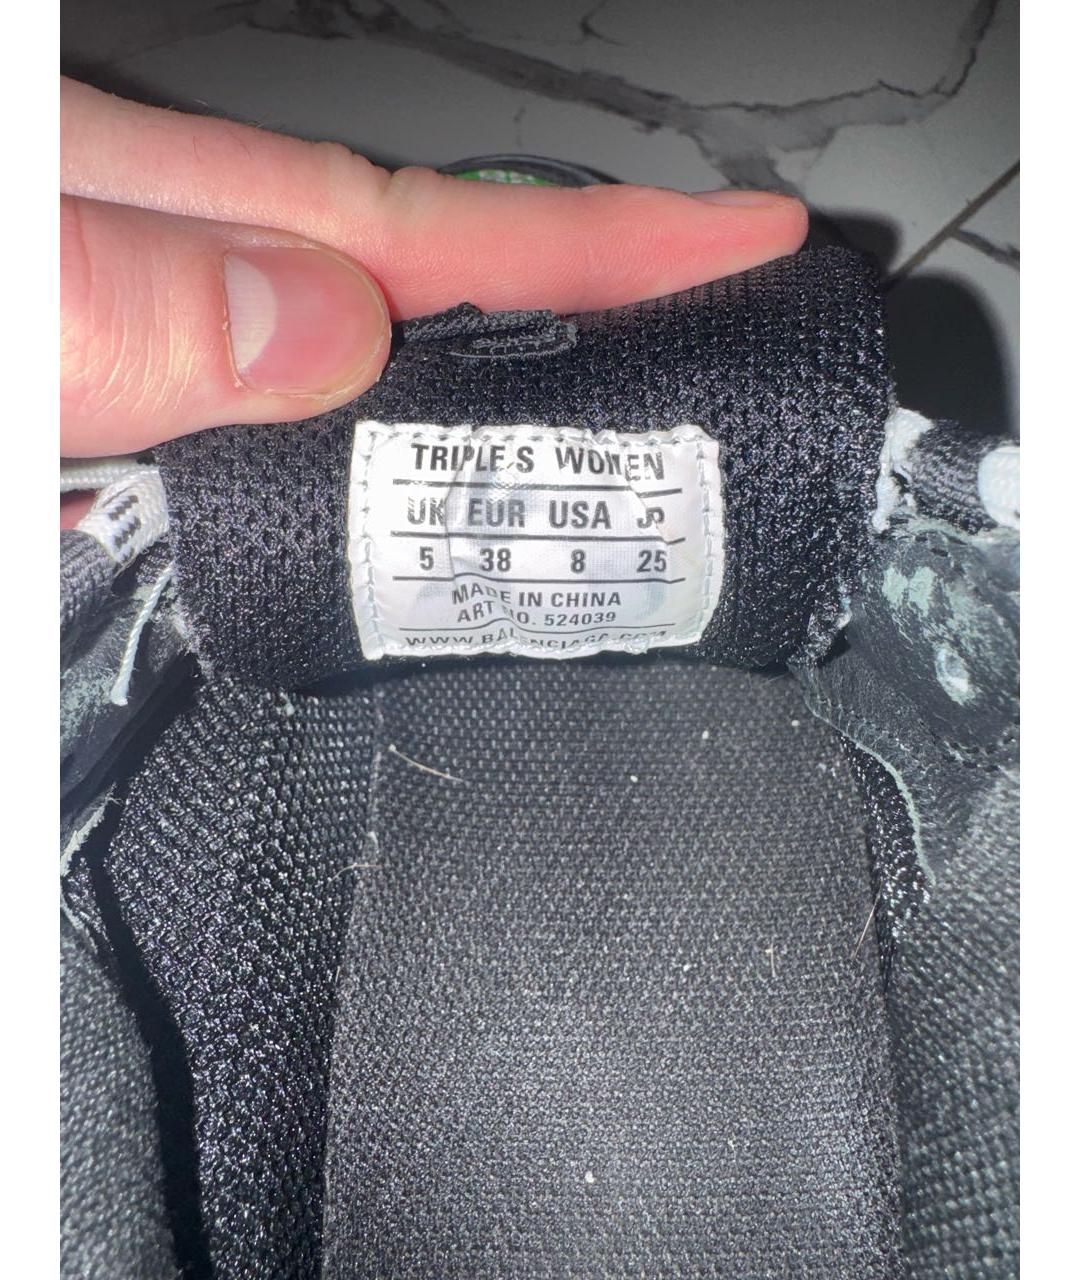 TRIPLE S WOMEN
UK EUR USA JP
5 38 8 25
MADE IN CHINA
ART NO. 524039
WWW.BALENCIAGA.COM